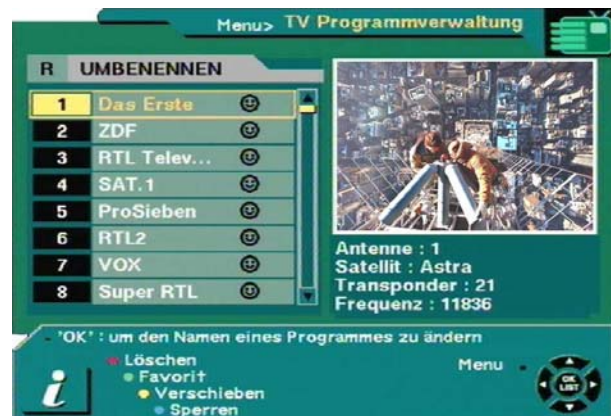 Menu> TV Programmverwaltung
R UMBENENNEN
1 Das Erste
2 ZDF
3 RTL Telev...
4 SAT.1
5 ProSieben
6 RTL2
7 VOX
8 Super RTL
Antenne : 1
Satellit : Astra
Transponder : 21
Frequenz : 11836
'OK' : um den Namen eines Programmes zu ändern
Löschen
Favorit
Verschieben
Sperren
Menu
OK
LIST
i